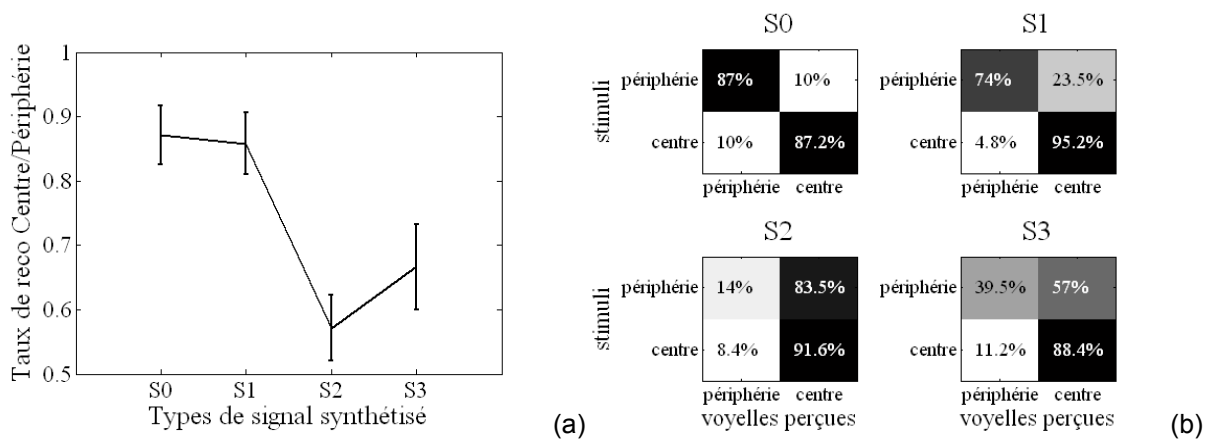 Taux de reco Centre/Périphérie
1
0.9
0.8
0.7
0.6
0.5
S0 S1 S2 S3
Types de signal synthétisé
(a)
S0
stimuli
périphérie 87% 10%
centre 10% 87.2%
périphérie centre
S1
périphérie 74% 23.5%
centre 4.8% 95.2%
périphérie centre
S2
stimuli
périphérie 14% 83.5%
centre 8.4% 91.6%
périphérie centre
voyelles perçues
S3
périphérie 39.5% 57%
centre 11.2% 88.4%
périphérie centre
voyelles perçues
(b)